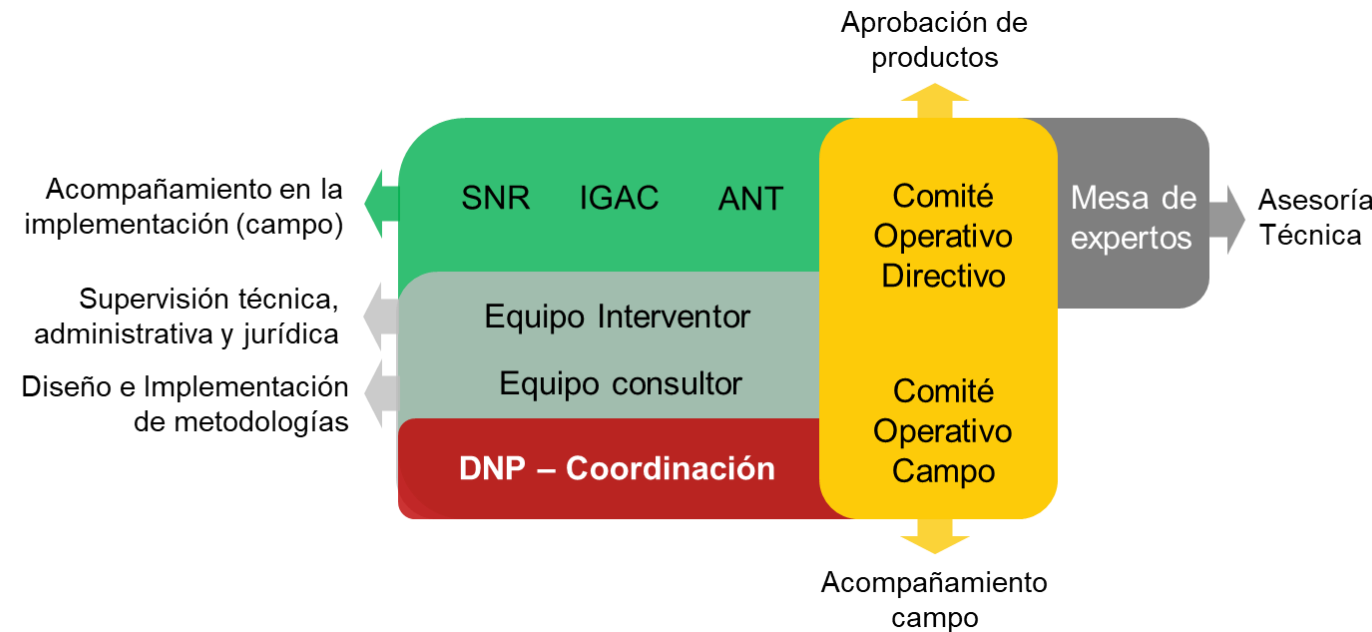 Aprobación de
productos
Acompañamiento en la
implementación (campo)
SNR IGAC ANT
Comité
Operativo
Directivo
Mesa de
expertos
Asesoría
Técnica
Supervisión técnica,
administrativa y jurídica
Equipo Interventor
Diseño e Implementación
de metodologías
Equipo consultor
Comité
Operativo
Campo
DNP – Coordinación
Acompañamiento
campo